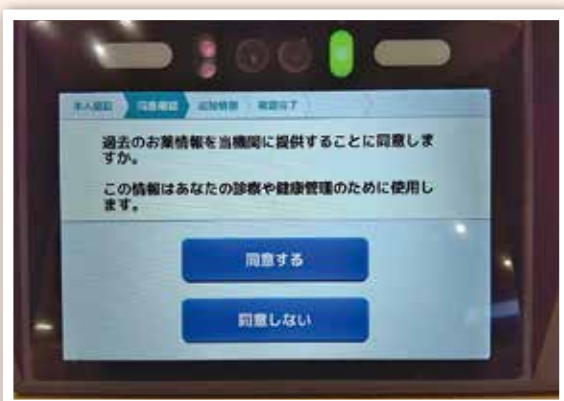 本人確認 同意確認 追加情報 確認完了
過去のお薬情報を当機関に提供することに同意しま
すか。
この情報はあなたの診療や健康管理のために使用し
ます。
同意する
同意しない